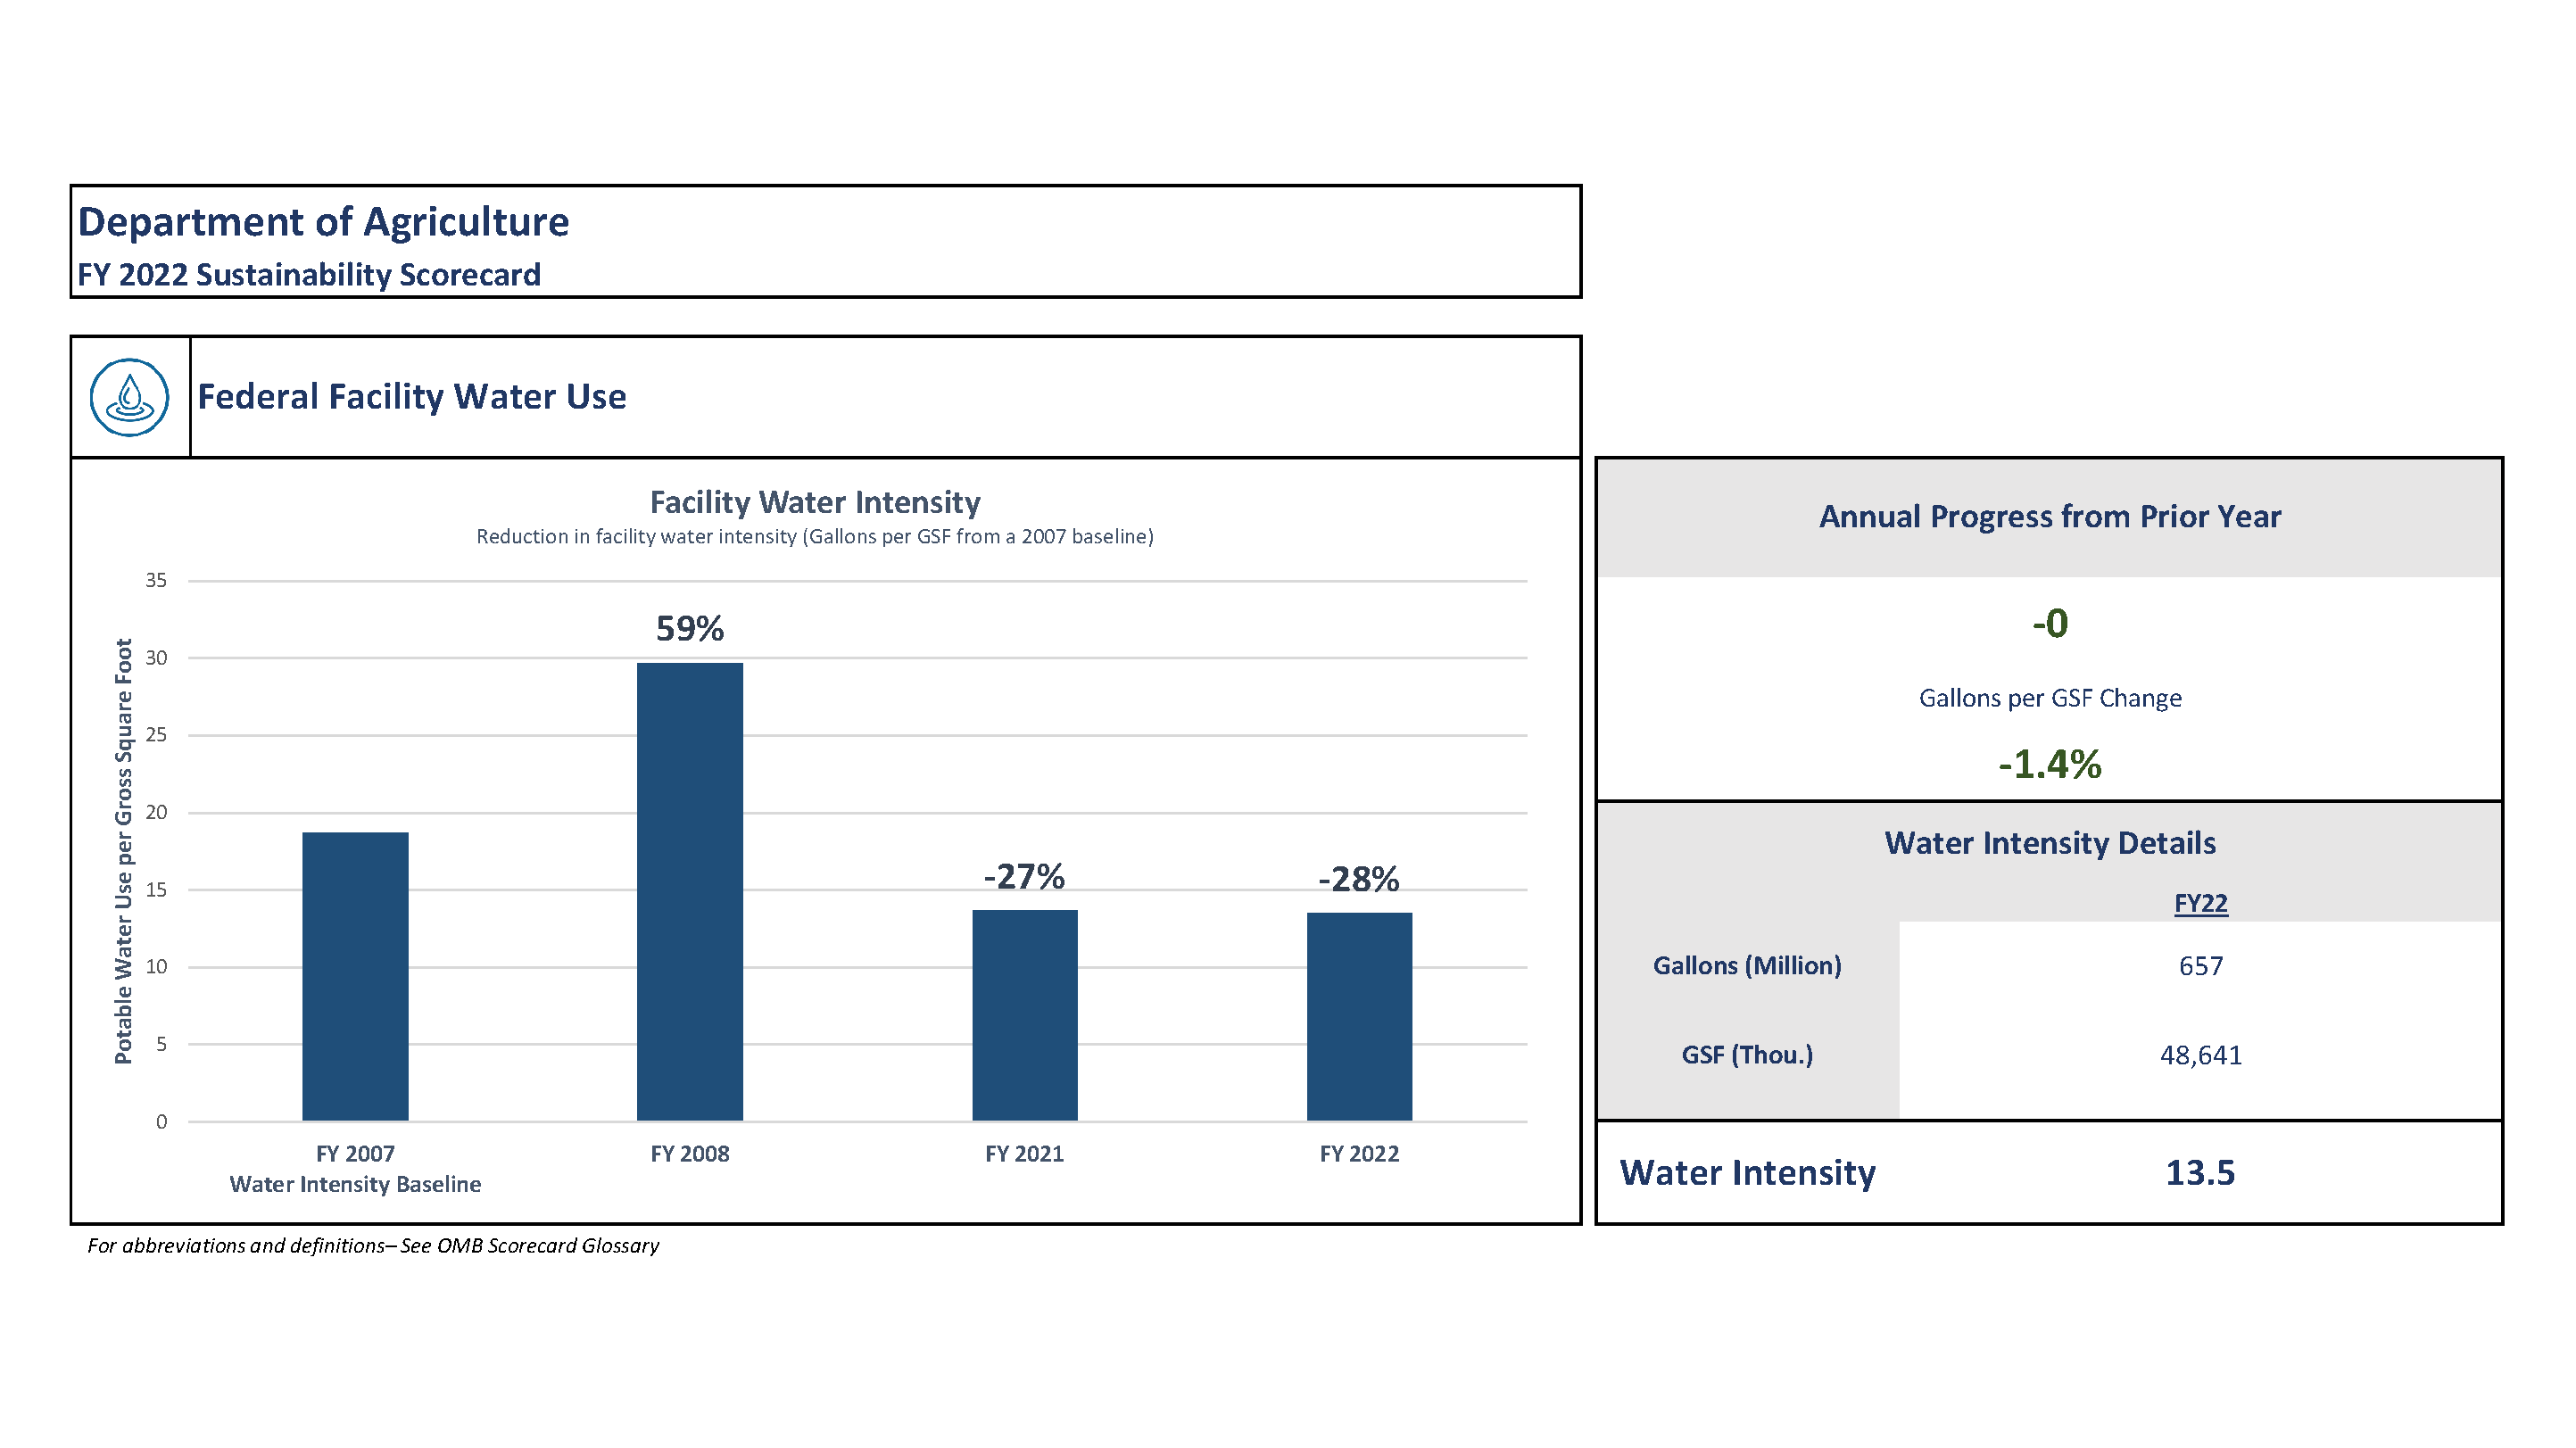 Department of Agriculture
FY 2022 Sustainability Scorecard
Federal Facility Water Use
Facility Water Intensity
Reduction in facility water intensity (Gallons per GSF from a 2007 baseline)
Potable Water Use per Gross Square Foot
35
30
25
20
15
10
5
0
59%
-27%
-28%
FY 2007
Water Intensity Baseline
FY 2008
FY 2021
FY 2022
Annual Progress from Prior Year
-0
Gallons per GSF Change
-1.4%
Water Intensity Details
FY22
Gallons (Million) 657
GSF (Thou.) 48,641
Water Intensity 13.5
For abbreviations and definitions– See OMB Scorecard Glossary